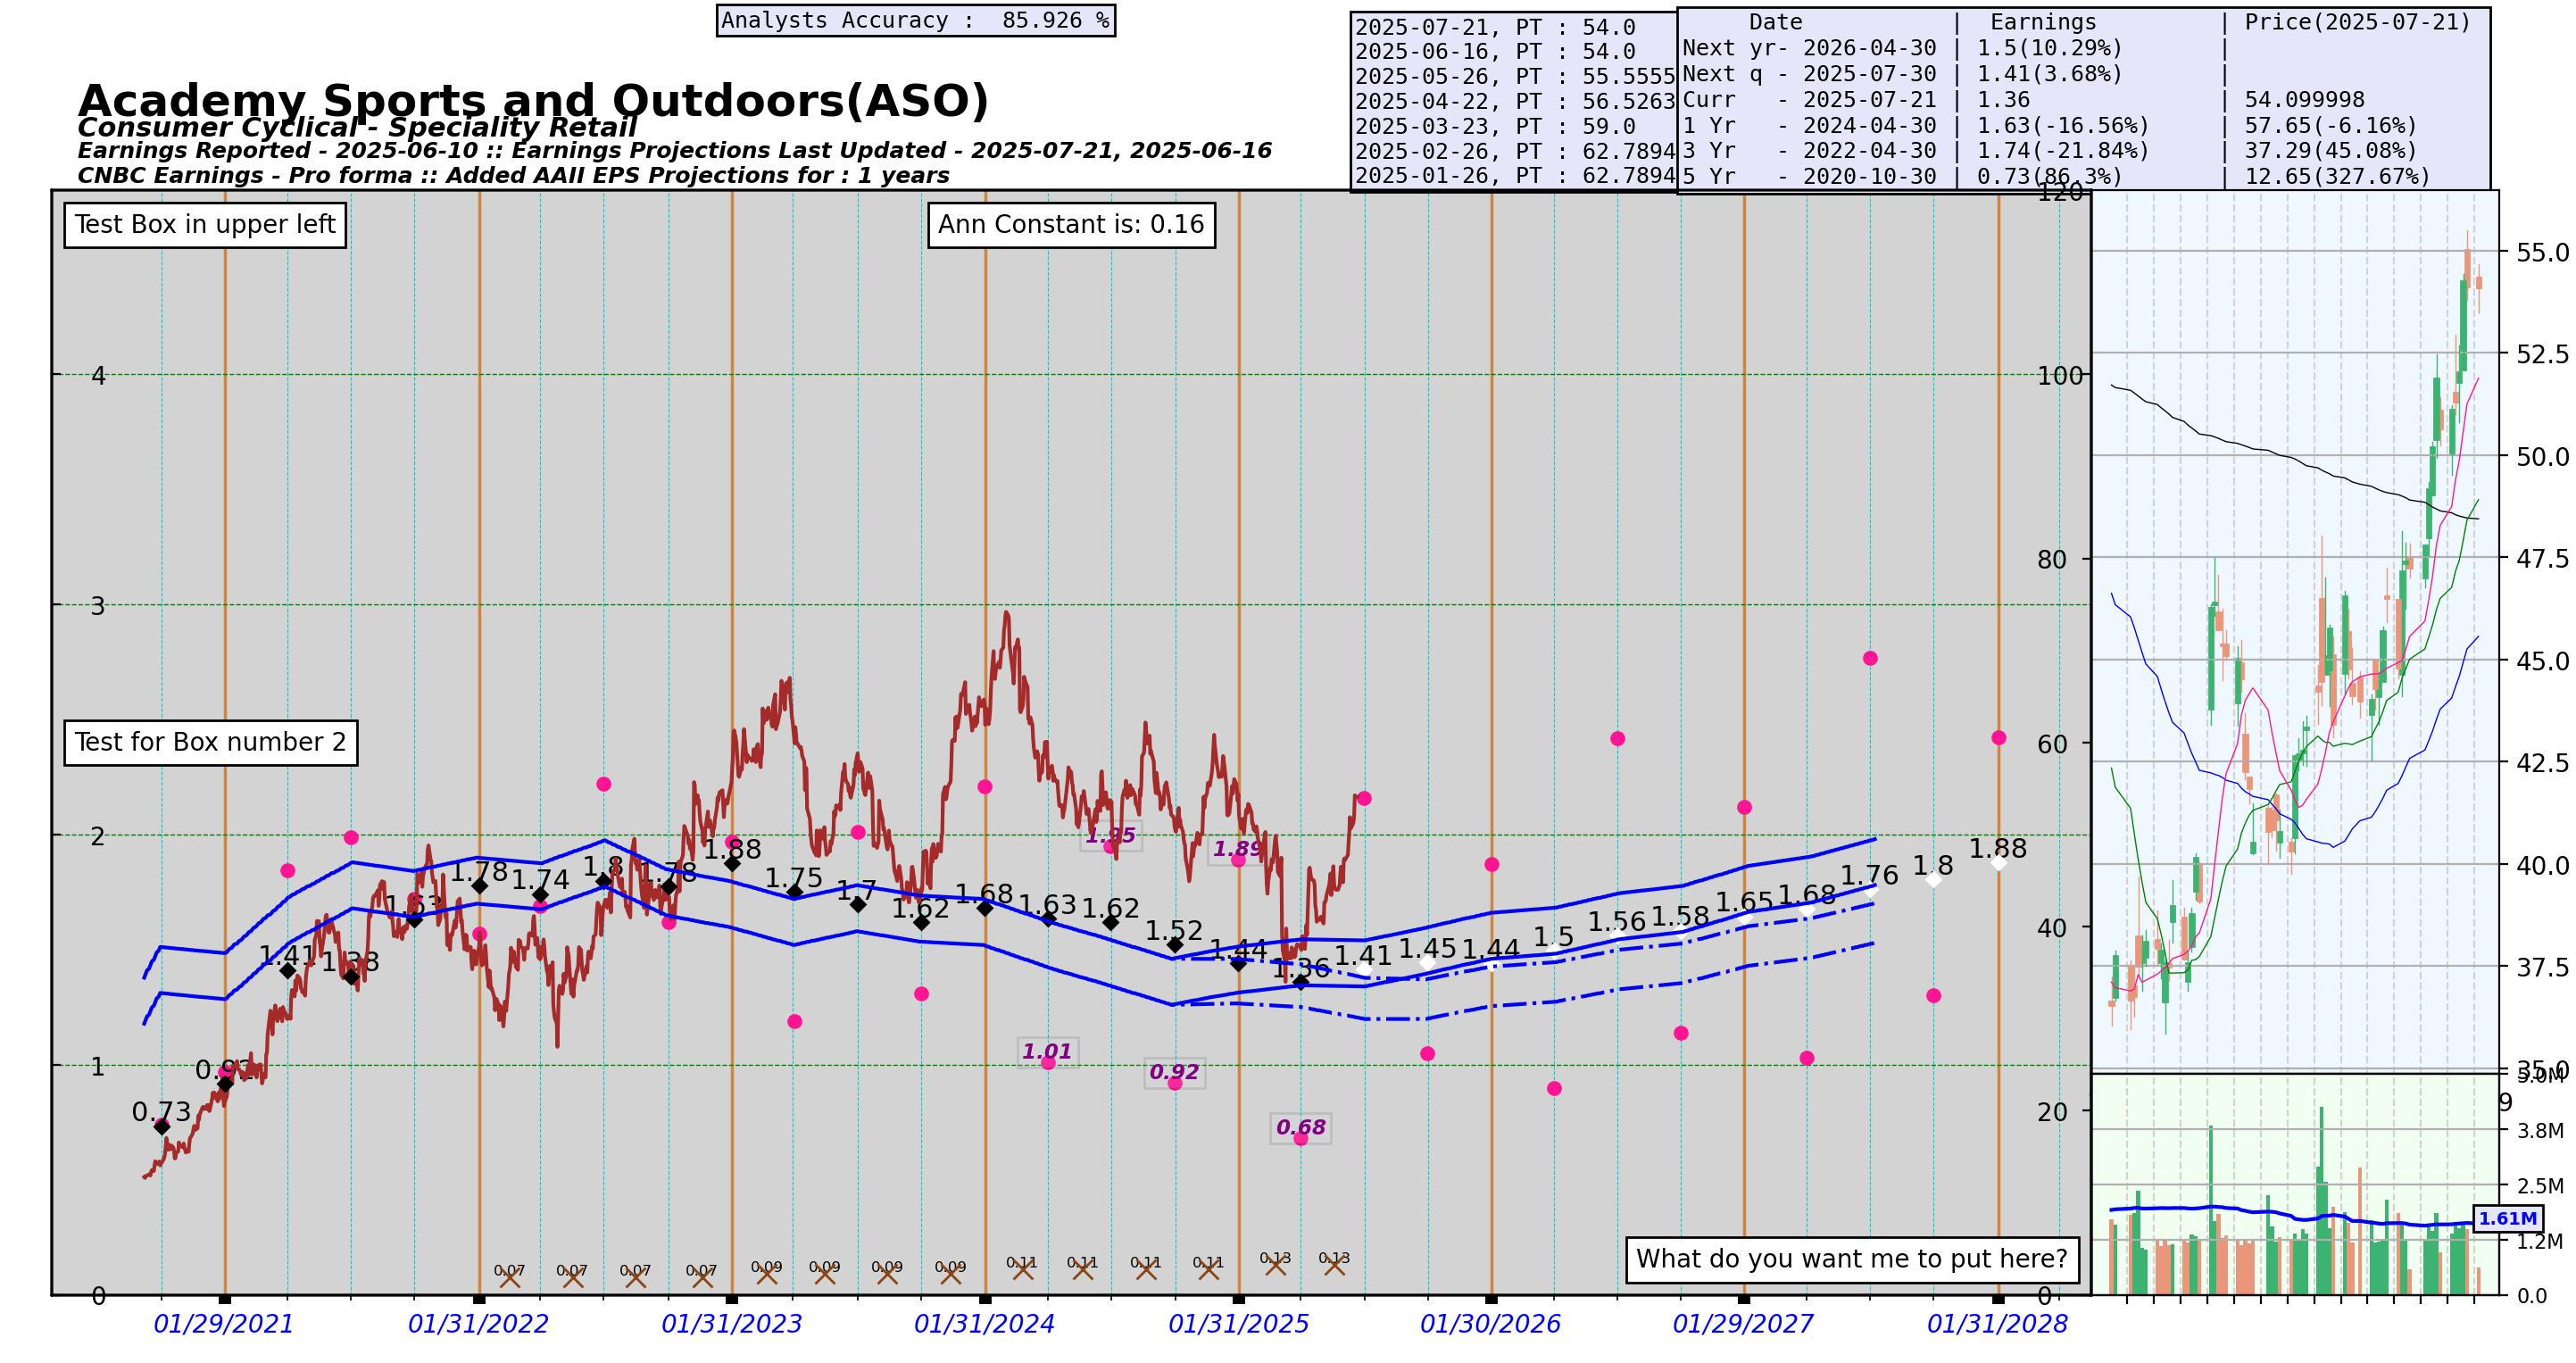 Analysts Accuracy :  85.926 %
2025-07-21, PT : 54.0
2025-06-16, PT : 54.0
2025-05-26, PT : 55.5555
2025-04-22, PT : 56.5263
2025-03-23, PT : 59.0
2025-02-26, PT : 62.7894
2025-01-26, PT : 62.7894
Date | Earnings | Price(2025-07-21)
Next yr- 2026-04-30 | 1.5(10.29%) |
Next q - 2025-07-30 | 1.41(3.68%) |
Curr - 2025-07-21 | 1.36 | 54.099998
1 Yr - 2024-04-30 | 1.63(-16.56%) | 57.65(-6.16%)
3 Yr - 2022-04-30 | 1.74(-21.84%) | 37.29(45.08%)
5 Yr - 2020-10-30 | 0.73(86.3%) | 12.65(327.67%)
Academy Sports and Outdoors(ASO)
Consumer Cyclical - Speciality Retail
Earnings Reported - 2025-06-10 :: Earnings Projections Last Updated - 2025-07-21, 2025-06-16
CNBC Earnings - Pro forma :: Added AAII EPS Projections for : 1 years
Test Box in upper left
Ann Constant is: 0.16
Test for Box number 2
What do you want me to put here?
4
3
2
1
0
120
100
80
60
40
20
0
0.73
0.92
1.41
1.38
1.63
1.78
1.74
1.8
1.78
1.88
1.75
1.7
1.62
1.68
1.63
1.62
1.52
1.44
1.36
1.41
1.45
1.44
1.5
1.56
1.58
1.65
1.68
1.76
1.8
1.88
1.01
1.95
0.92
1.89
0.68
0.07
0.07
0.07
0.07
0.09
0.09
0.09
0.09
0.11
0.11
0.11
0.11
0.13
0.13
01/29/2021
01/31/2022
01/31/2023
01/31/2024
01/31/2025
01/30/2026
01/29/2027
01/31/2028
55.0
52.5
50.0
47.5
45.0
42.5
40.0
37.5
35.0
5.0M
9
3.8M
2.5M
1.61M
1.2M
0.0